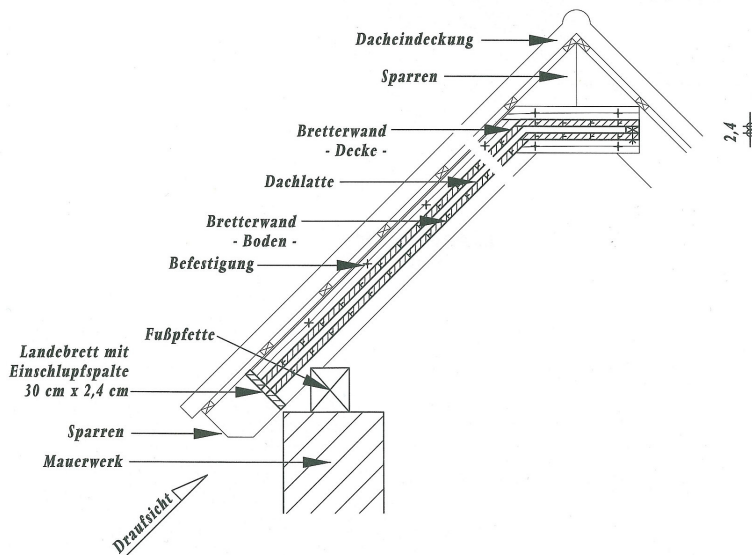 Dacheindeckung
Sparren
Bretterwand
- Decke -
Dachlatte
Bretterwand
- Boden -
Befestigung
Fußpfette
Landebrett mit
Einschlupfspalte
30 cm x 2,4 cm
Sparren
Mauerwerk
Draufsicht
2,4